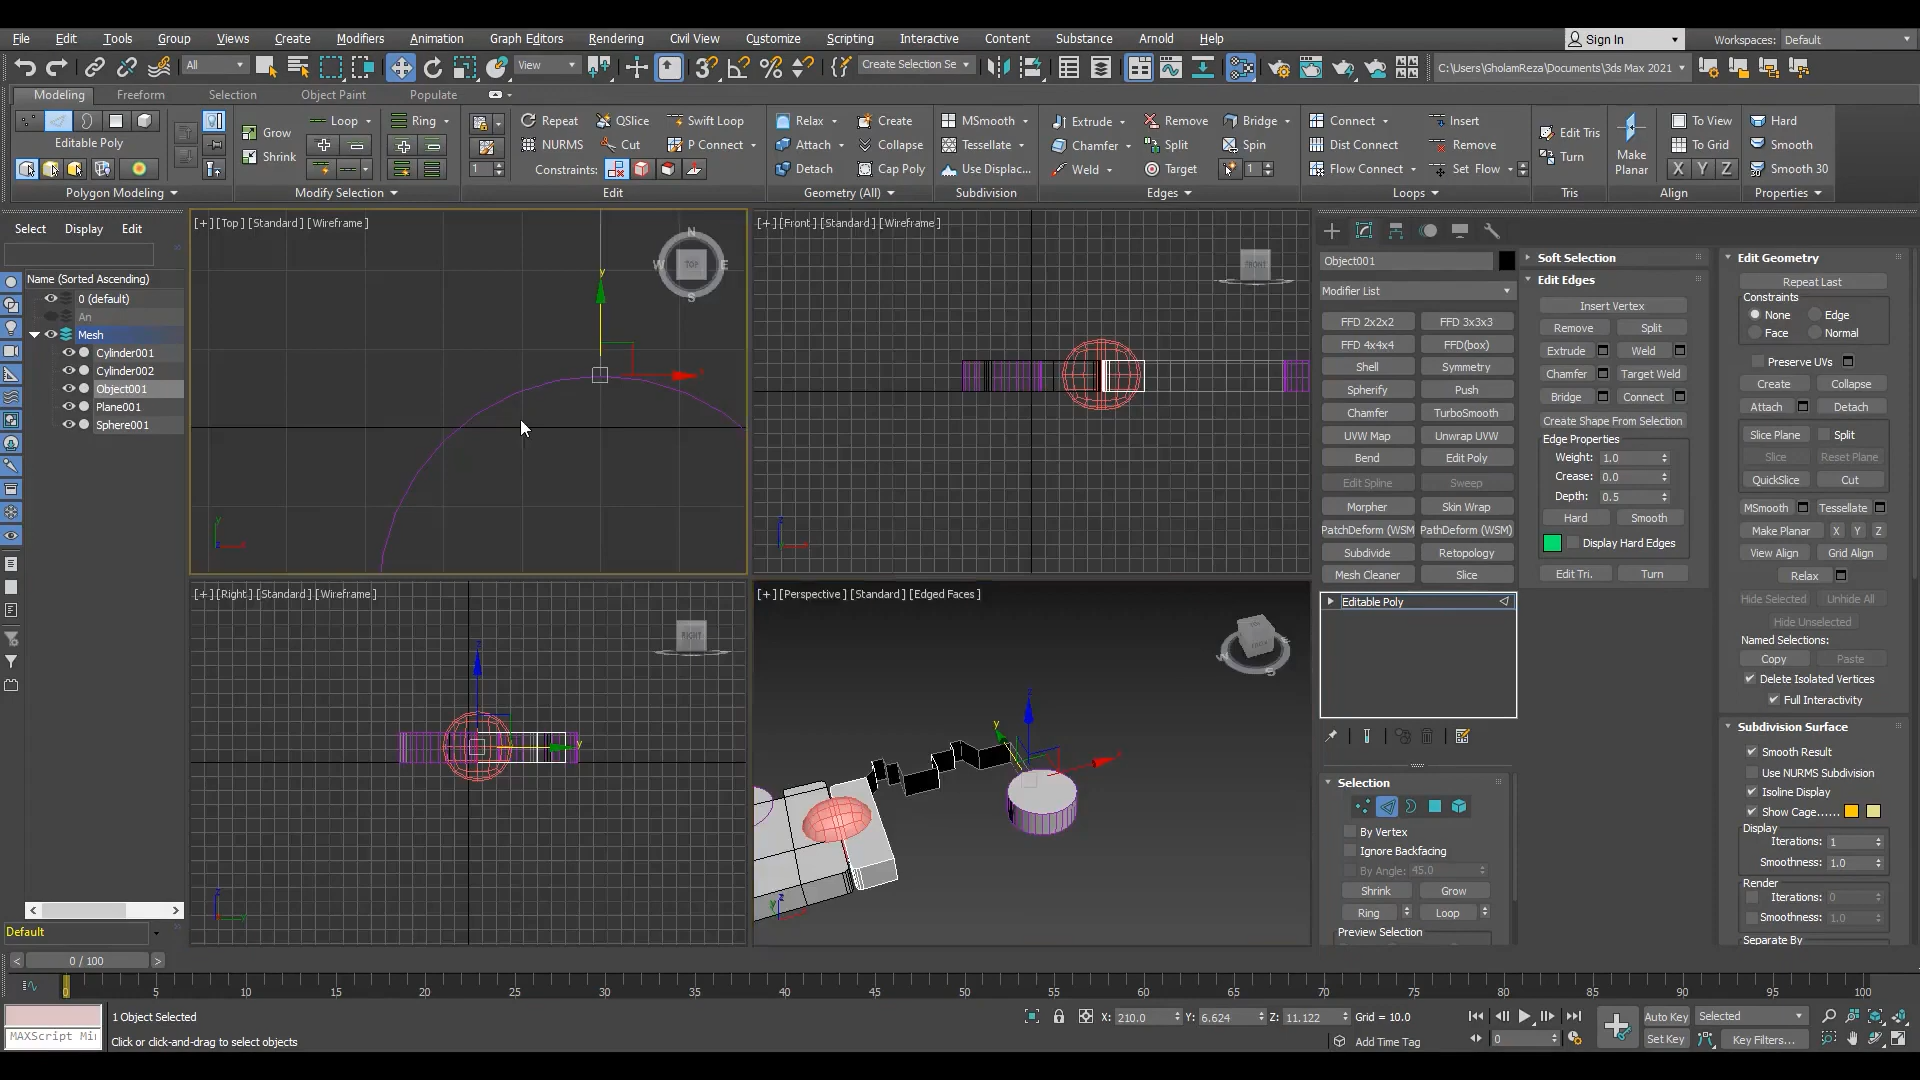 File Edit Tools Group Views Create Modifiers Animation Graph Editors Rendering Civil View Customize Scripting Interactive Content Substance Arnold Help Sign In Workspaces: Default
All View Create Selection Se C:\Users\GholamReza\Documents\3ds Max 2021
Modeling Freeform Selection Object Paint Populate
Loop Ring Repeat QSlice Swift Loop Relax Create MSmooth Extrude Remove Bridge Connect Insert To View Hard
Grow Edit Tris
Editable Poly NURMS Cut P Connect Attach Collapse Tessellate Chamfer Split Spin Dist Connect Remove Make Planar To Grid Smooth
Shrink Turn
1 Constraints: Detach Cap Poly Use Displac... Weld Target 1 Flow Connect Set Flow X Y Z Smooth 30
Polygon Modeling Modify Selection Edit Geometry (All) Subdivision Edges Loops Tris Align Properties
Select Display Edit
Name (Sorted Ascending)
0 (default)
An
Mesh
Cylinder001
Cylinder002
Object001
Plane001
Sphere001
Default
[+] [Top] [Standard] [Wireframe]
N
W TOP E
S
y
[+] [Front] [Standard] [Wireframe]
FRONT
[+] [Right] [Standard] [Wireframe]
RIGHT
[+] [Perspective] [Standard] [Edged Faces]
Object001
Modifier List
FFD 2x2x2 FFD 3x3x3
FFD 4x4x4 FFD(box)
Shell Symmetry
Spherify Push
Chamfer TurboSmooth
UVW Map Unwrap UVW
Bend Edit Poly
Edit Spline Sweep
Morpher Skin Wrap
PatchDeform (WSM PathDeform (WSM)
Subdivide Retopology
Mesh Cleaner Slice
Editable Poly
Selection
By Vertex
Ignore Backfacing
By Angle: 45.0
Shrink Grow
Ring Loop
Preview Selection
Soft Selection
Edit Edges
Insert Vertex
Remove Split
Extrude Weld
Chamfer Target Weld
Bridge Connect
Create Shape From Selection
Edge Properties
Weight: 1.0
Crease: 0.0
Depth: 0.5
Hard Smooth
Display Hard Edges
Edit Tri. Turn
Edit Geometry
Repeat Last
Constraints
None Edge
Face Normal
Preserve UVs
Create Collapse
Attach Detach
Slice Plane Split
Slice Reset Plane
QuickSlice Cut
MSmooth Tessellate
Make Planar X Y Z
View Align Grid Align
Relax
Hide Selected Unhide All
Hide Unselected
Named Selections:
Copy Paste
Delete Isolated Vertices
Full Interactivity
Subdivision Surface
Smooth Result
Use NURMS Subdivision
Isoline Display
Show Cage......
Display
Iterations: 1
Smoothness: 1.0
Render
Iterations: 0
Smoothness: 1.0
Separate By
< 0 / 100 >
0 5 10 15 20 25 30 35 40 45 50 55 60 65 70 75 80 85 90 95 100
1 Object Selected X: 210.0 Y: 6.624 Z: 11.122 Grid = 10.0 Auto Key Selected
MAXScript Mi Click or click-and-drag to select objects Add Time Tag 0 Set Key Key Filters...